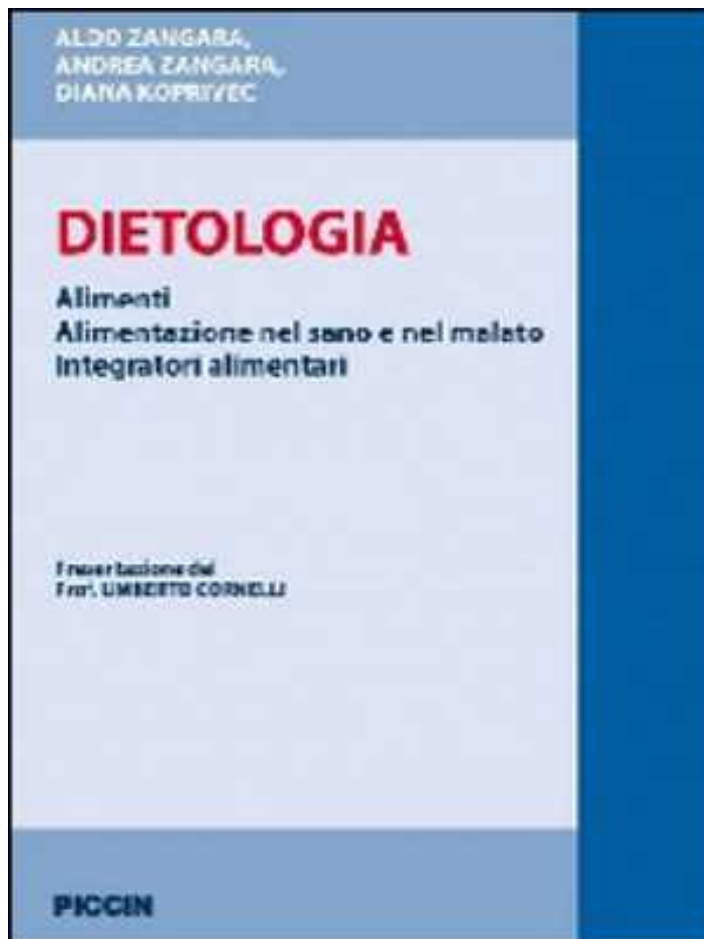 ALDO ZANGARA,
ANDREA ZANGARA,
DIANA KOPRIVEC
DIETOLOGIA
Alimenti
Alimentazione nel sano e nel malato
Integratori alimentari
Presentazione del
Prof. UMBERTO CORNELLI
PICCIN